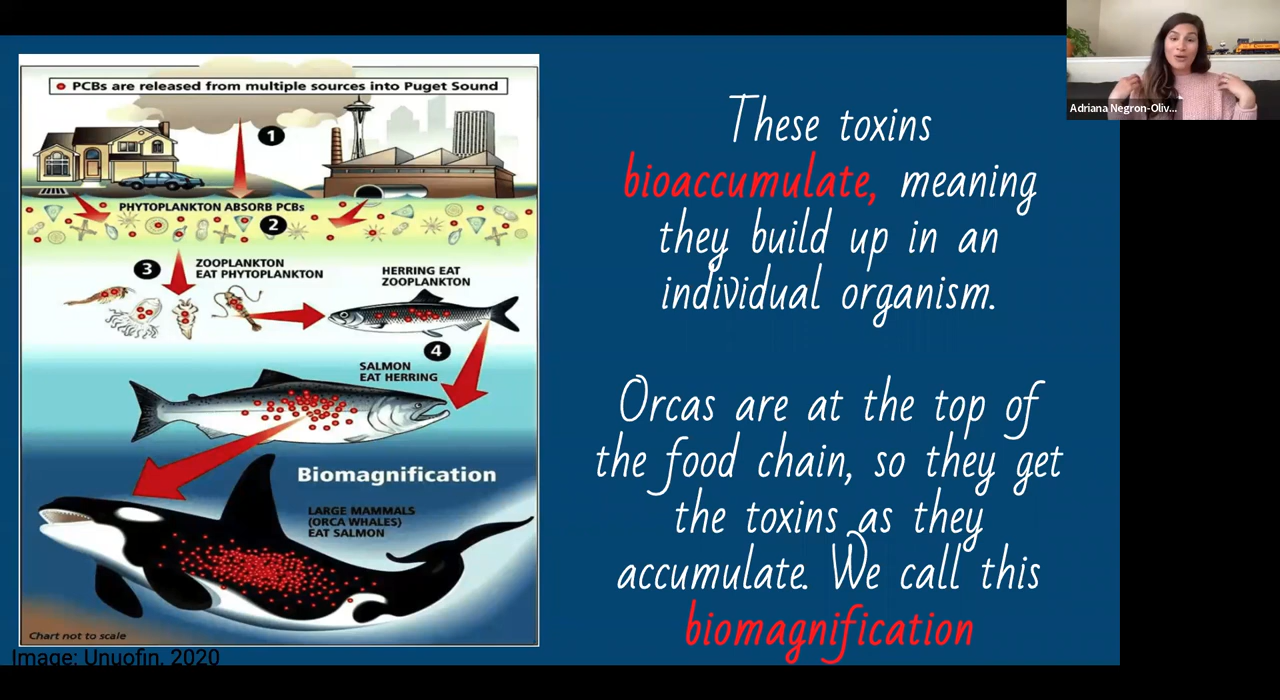 PCBs are released from multiple sources into Puget Sound
1
PHYTOPLANKTON ABSORB PCBs
2
3
ZOOPLANKTON
EAT PHYTOPLANKTON
HERRING EAT
ZOOPLANKTON
4
SALMON
EAT HERRING
Biomagnification
LARGE MAMMALS
(ORCA WHALES)
EAT SALMON
Chart not to scale
Image: Unuofin, 2020
These toxins
bioaccumulate, meaning
they build up in an
individual organism.
Orcas are at the top of
the food chain, so they get
the toxins as they
accumulate. We call this
biomagnification
Adriana Negron-Oliv...